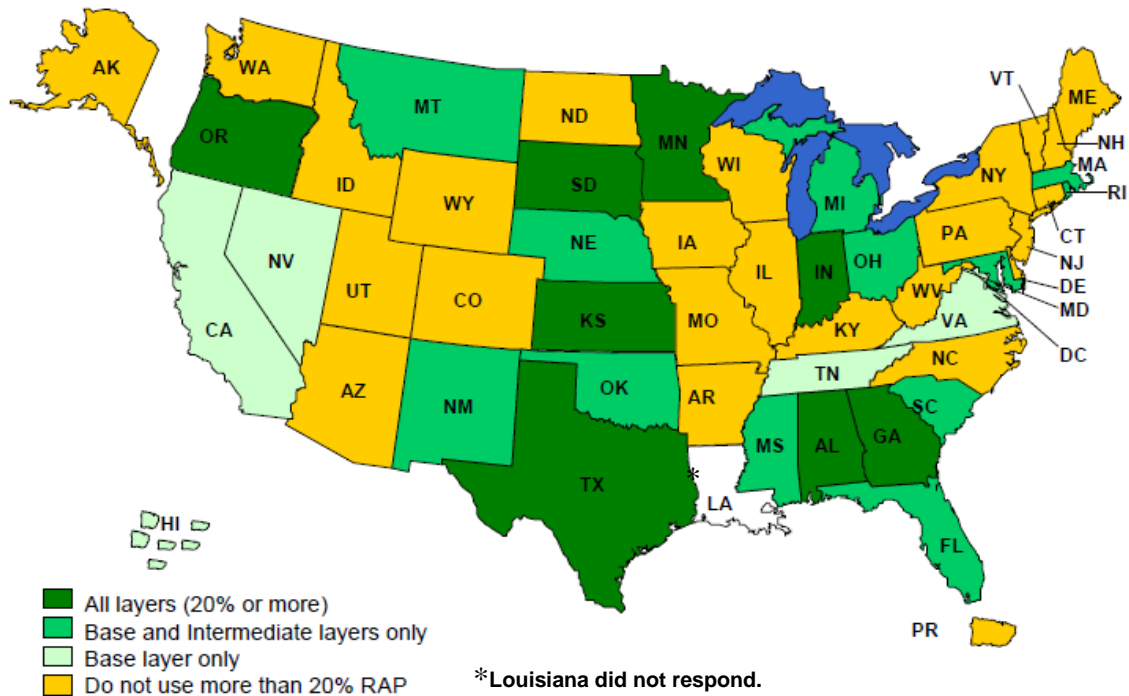 AK
WA
MT
ND
MN
VT
ME
OR
ID
WY
SD
WI
NY
NH
MA
RI
MI
NE
IA
PA
CT
NV
UT
CO
IL
IN
OH
NJ
DE
WV
MD
CA
KS
MO
KY
VA
DC
AZ
NM
OK
AR
TN
NC
SC
MS
AL
GA
TX
*
LA
HI
FL
PR
All layers (20% or more)
Base and Intermediate layers only
Base layer only
Do not use more than 20% RAP
*Louisiana did not respond.